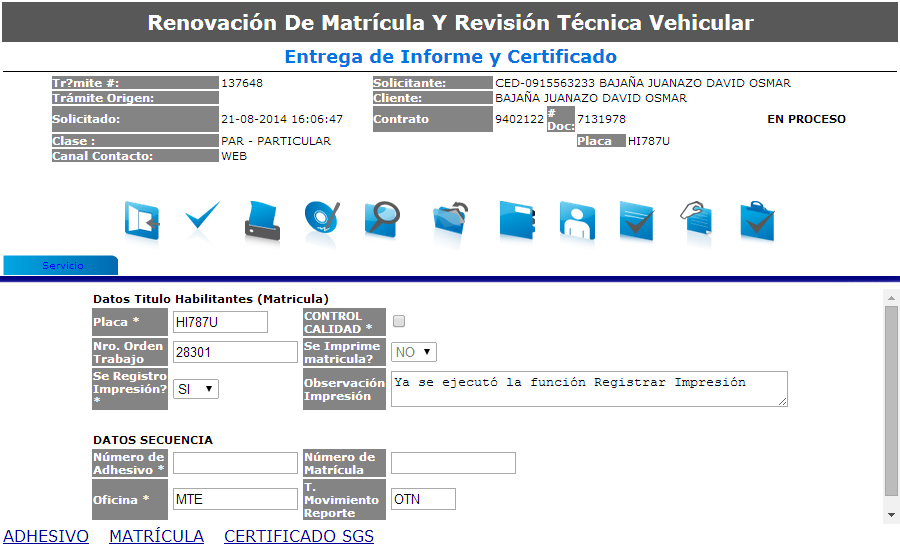 Renovación De Matrícula Y Revisión Técnica Vehicular
Entrega de Informe y Certificado
Tr?mite #: 137648 Solicitante: CED-0915563233 BAJAÑA JUANAZO DAVID OSMAR
Trámite Origen: Cliente: BAJAÑA JUANAZO DAVID OSMAR
Solicitado: 21-08-2014 16:06:47 Contrato 9402122 # Doc: 7131978 EN PROCESO
Clase : PAR - PARTICULAR Placa HI787U
Canal Contacto: WEB
Servicio
Datos Titulo Habilitantes (Matricula)
Placa * HI787U CONTROL CALIDAD *
Nro. Orden Trabajo 28301 Se Imprime matricula? NO
Se Registro Impresión? * SI Observación Impresión Ya se ejecutó la función Registrar Impresión
DATOS SECUENCIA
Número de Adhesivo * Número de Matrícula
Oficina * MTE T. Movimiento Reporte OTN
ADHESIVO MATRÍCULA CERTIFICADO SGS